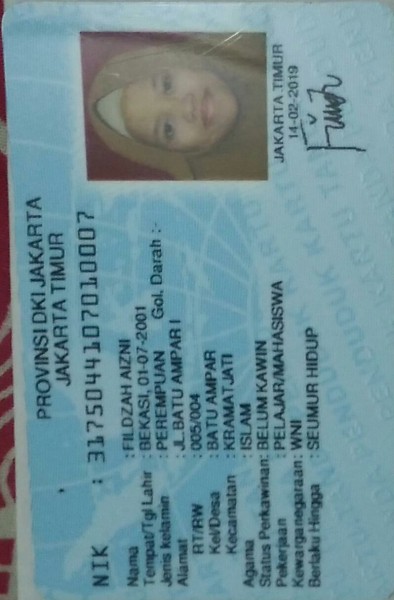 PROVINSI DKI JAKARTA
JAKARTA TIMUR
NIK : 3175044107010007
Nama : FILDZAH AIZNI
Tempat/Tgl Lahir : BEKASI, 01-07-2001
Jenis kelamin : PEREMPUAN Gol. Darah :-
Alamat : JL BATU AMPAR I
RT/RW : 005/004
Kel/Desa : BATU AMPAR
Kecamatan : KRAMATJATI
Agama : ISLAM
Status Perkawinan: BELUM KAWIN
Pekerjaan : PELAJAR/MAHASISWA
Kewarganegaraan: WNI
Berlaku Hingga : SEUMUR HIDUP
JAKARTA TIMUR
14-02-2019